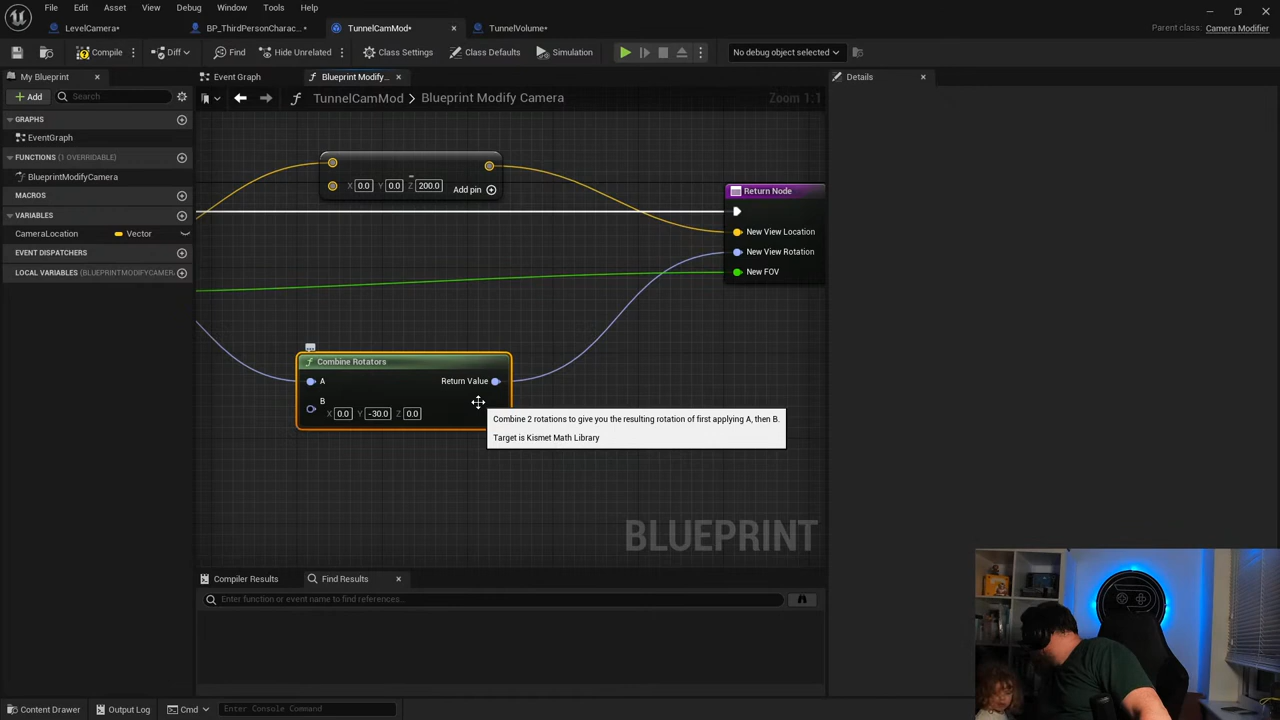 File Edit Asset View Debug Window Tools Help
LevelCamera• BP_ThirdPersonCharac...• TunnelCamMod• TunnelVolume•
Parent class: Camera Modifier
Compile Diff Find Hide Unrelated Class Settings Class Defaults Simulation No debug object selected
My Blueprint Event Graph Blueprint Modify... Details
+ Add Search TunnelCamMod > Blueprint Modify Camera Zoom 1:1
GRAPHS
EventGraph
FUNCTIONS (1 OVERRIDABLE)
BlueprintModifyCamera
MACROS
VARIABLES
CameraLocation Vector
EVENT DISPATCHERS
LOCAL VARIABLES (BLUEPRINTMODIFYCAMER
-
X 0.0 Y 0.0 Z 200.0 Add pin
Return Node
New View Location
New View Rotation
New FOV
f Combine Rotators
A Return Value
B
X 0.0 Y -30.0 Z 0.0
Combine 2 rotations to give you the resulting rotation of first applying A, then B.
Target is Kismet Math Library
BLUEPRINT
Compiler Results Find Results
Enter function or event name to find references...
Content Drawer Output Log Cmd Enter Console Command